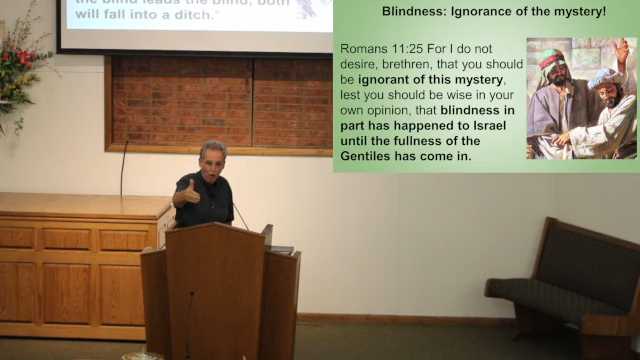 the blind leads the blind, both
will fall into a ditch."
Blindness: Ignorance of the mystery!
Romans 11:25 For I do not
desire, brethren, that you should
be ignorant of this mystery,
lest you should be wise in your
own opinion, that blindness in
part has happened to Israel
until the fullness of the
Gentiles has come in.